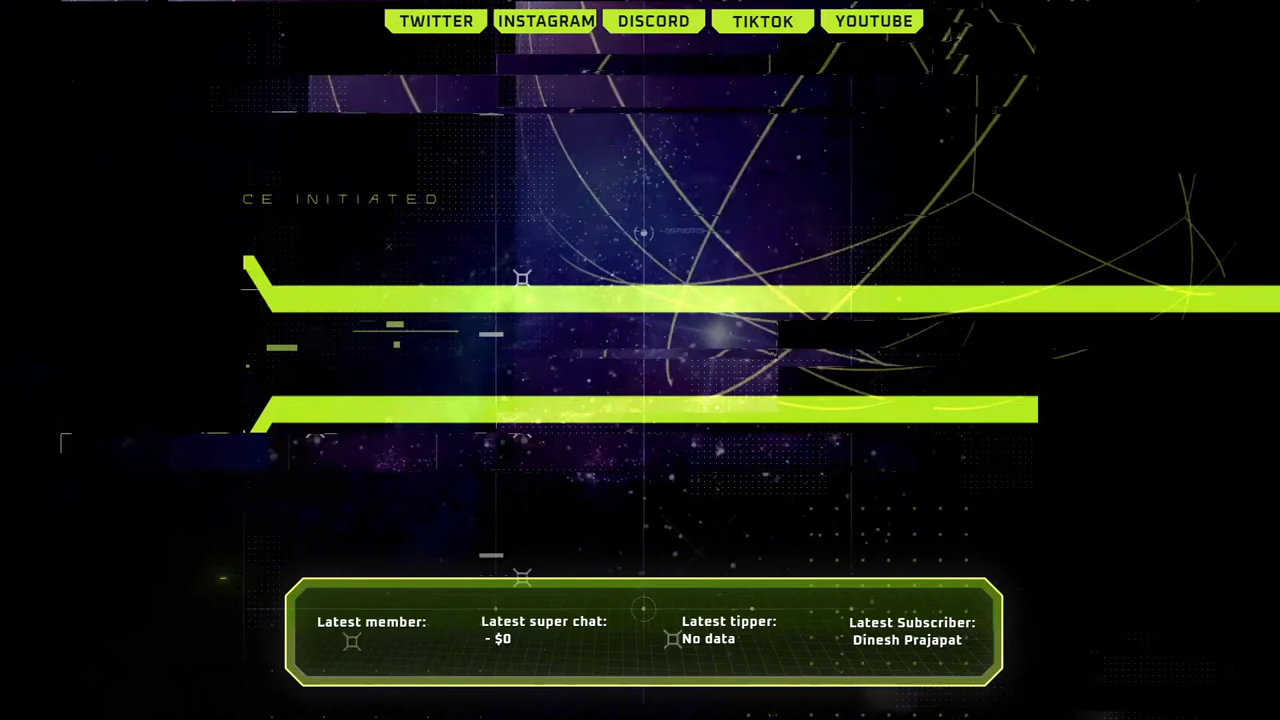 TWITTER INSTAGRAM DISCORD TIKTOK YOUTUBE
CE INITIATED
Latest member:
Latest super chat:
- $0
Latest tipper:
No data
Latest Subscriber:
Dinesh Prajapat